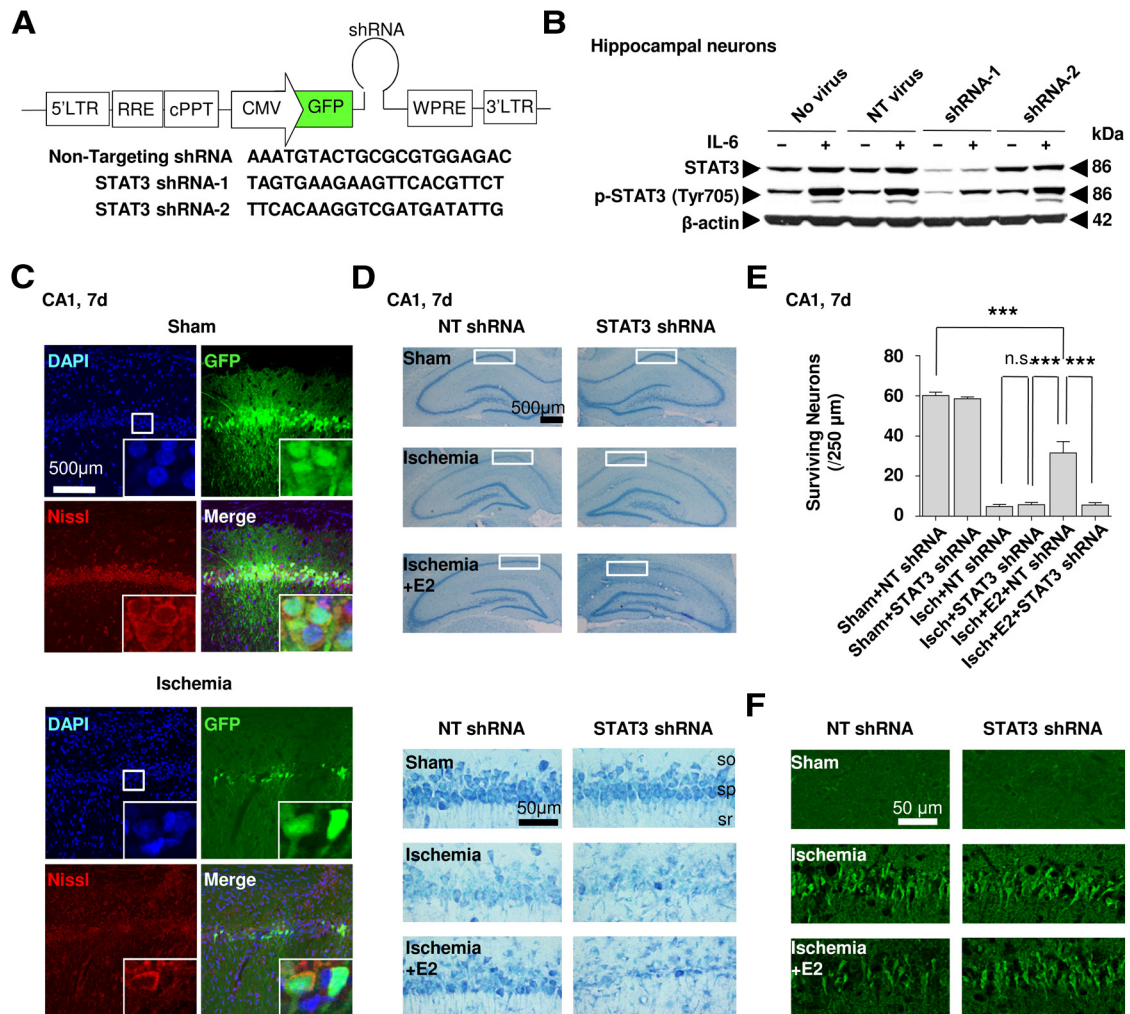 A
shRNA
5'LTR RRE cPPT CMV GFP WPRE 3'LTR
Non-Targeting shRNA AAATGTACTGCGCGTGGAGAC
STAT3 shRNA-1 TAGTGAAGAAGTTCACGTTCT
STAT3 shRNA-2 TTCACAAGGTCGATGATATTG
B
Hippocampal neurons
No virus NT virus shRNA-1 shRNA-2
kDa
IL-6 − + − + − + − +
STAT3 86
p-STAT3 (Tyr705) 86
β-actin 42
C
CA1, 7d
Sham
DAPI GFP
500µm
Nissl Merge
Ischemia
DAPI GFP
Nissl Merge
D
CA1, 7d
NT shRNA STAT3 shRNA
Sham
500µm
Ischemia
Ischemia
+E2
NT shRNA STAT3 shRNA
Sham so
sp
50µm sr
Ischemia
Ischemia
+E2
E
CA1, 7d
***
n.s. *** ***
80
60
40
20
0
Surviving Neurons
(/250 µm)
Sham+NT shRNA
Sham+STAT3 shRNA
Isch+NT shRNA
Isch+STAT3 shRNA
Isch+E2+NT shRNA
Isch+E2+STAT3 shRNA
F
NT shRNA STAT3 shRNA
Sham
50 µm
Ischemia
Ischemia
+E2